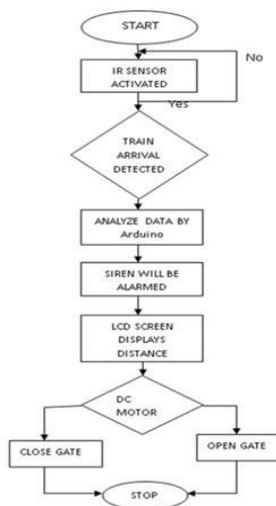 START
No
IR SENSOR
ACTIVATED
Yes
TRAIN
ARRIVAL
DETECTED
ANALYZE DATA BY
Arduino
SIREN WILL BE
ALARMED
LCD SCREEN
DISPLAYS
DISTANCE
DC
MOTOR
CLOSE GATE
OPEN GATE
STOP